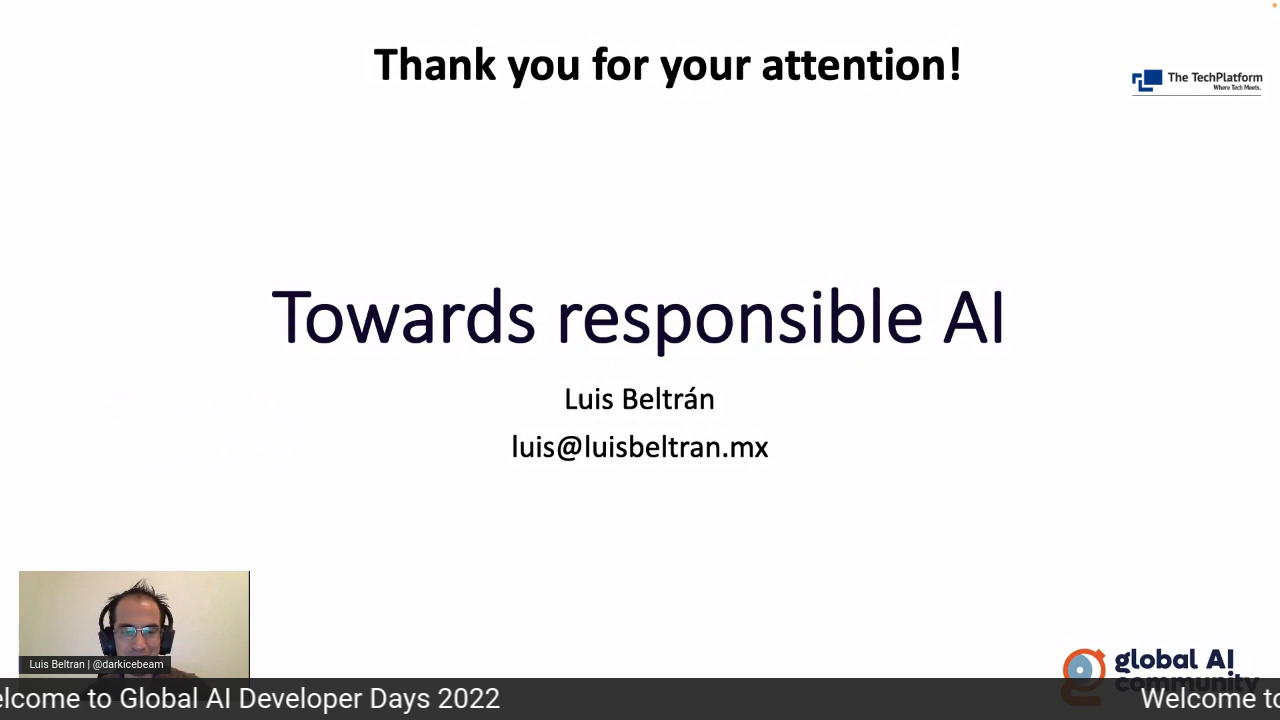 Thank you for your attention!
The TechPlatform
Where Tech Meets.
Towards responsible AI
Luis Beltrán
luis@luisbeltran.mx
Luis Beltran | @darkicebeam
global AI
community
elcome to Global AI Developer Days 2022
Welcome to